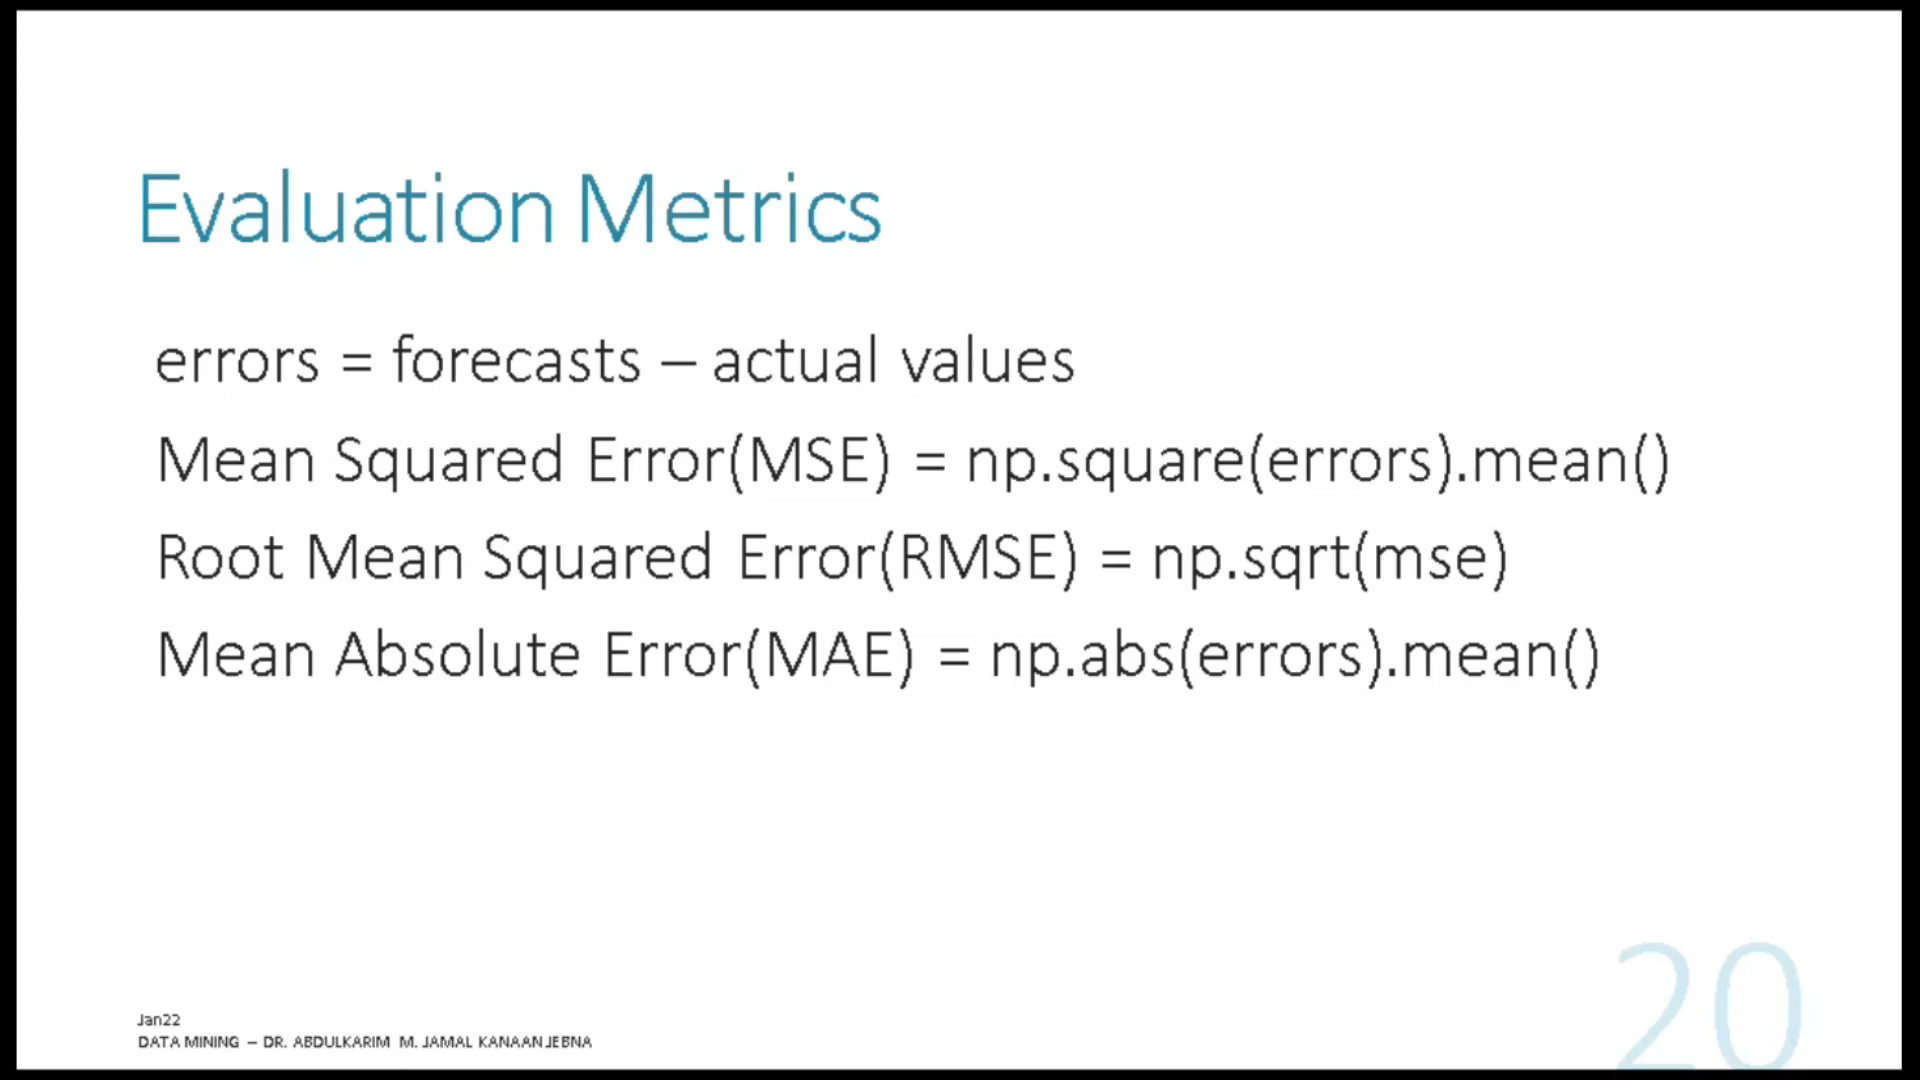 Evaluation Metrics
errors = forecasts – actual values
Mean Squared Error(MSE) = np.square(errors).mean()
Root Mean Squared Error(RMSE) = np.sqrt(mse)
Mean Absolute Error(MAE) = np.abs(errors).mean()
Jan22
DATA MINING – DR. ABDULKARIM M. JAMAL KANAAN JEBNA
20